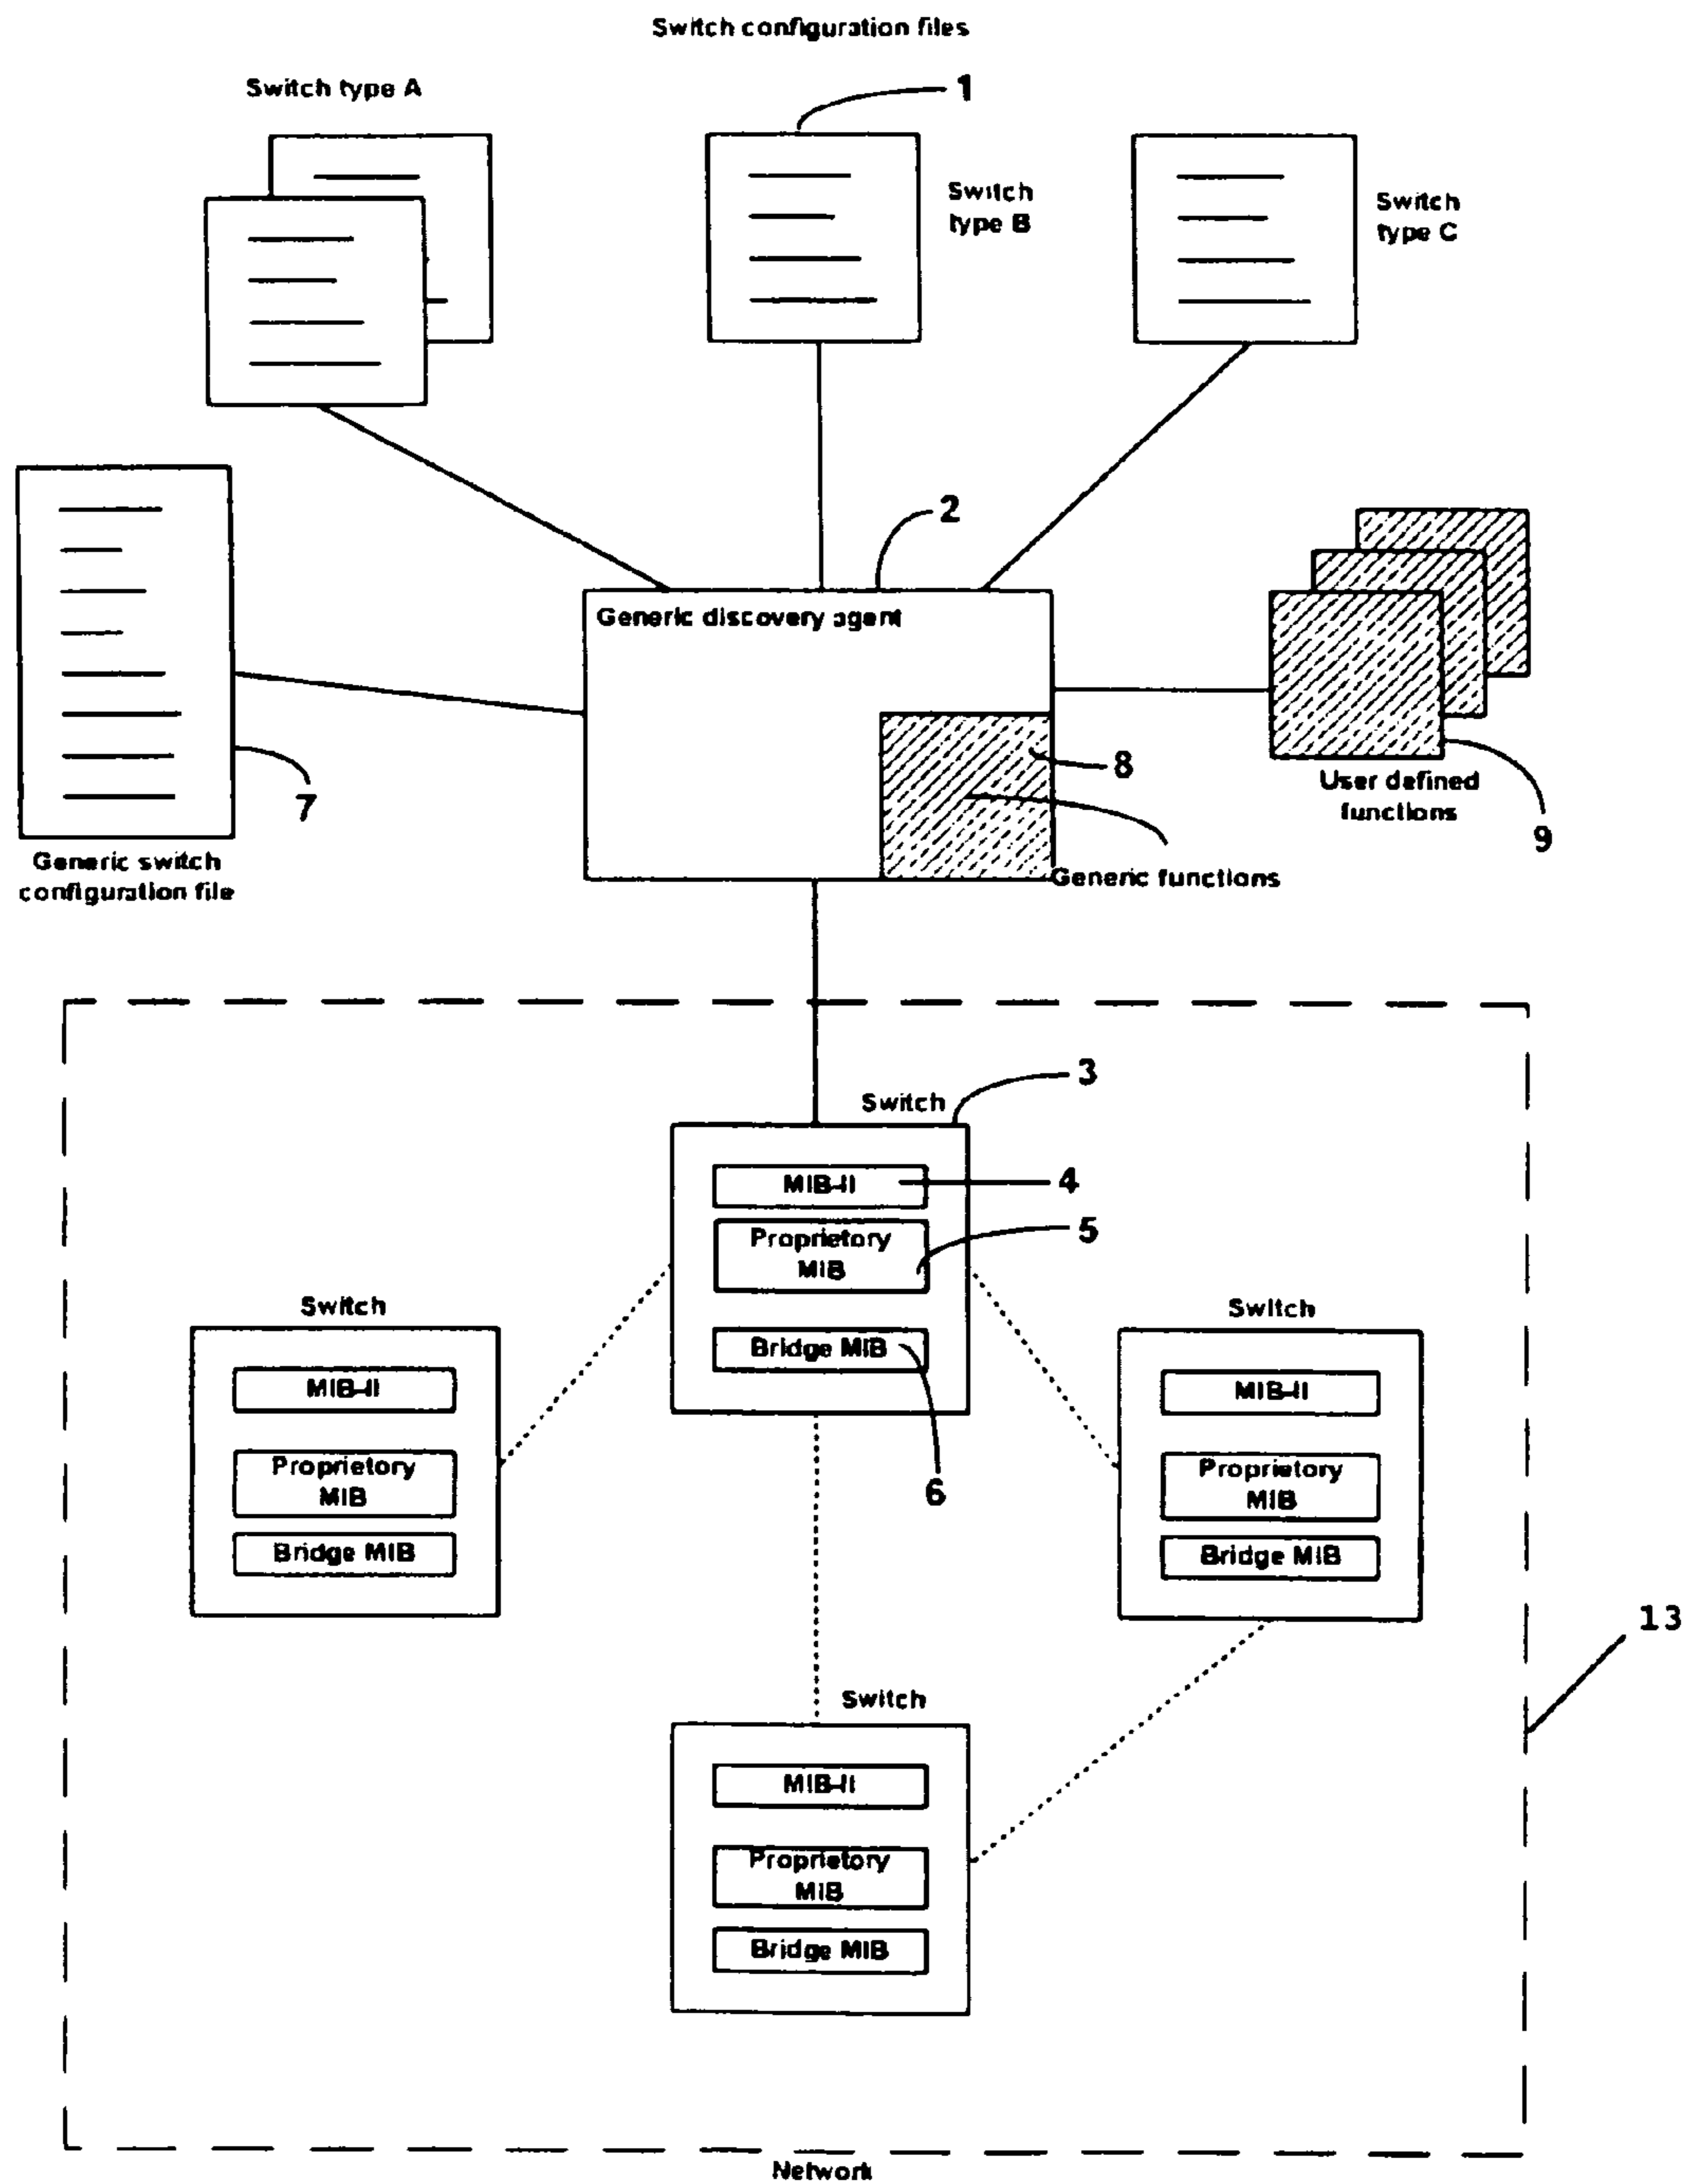 Switch configuration files
Switch type A
1
Switch
type B
Switch
type C
2
Generic discovery agent
8
7
User defined
functions
9
Generic switch
configuration file
Generic functions
3
Switch
MIB-II
4
Proprietory
MIB
5
Bridge MIB
6
Switch
MIB-II
Proprietory
MIB
Bridge MIB
Switch
MIB-II
Proprietory
MIB
Bridge MIB
13
Switch
MIB-II
Proprietory
MIB
Bridge MIB
Network